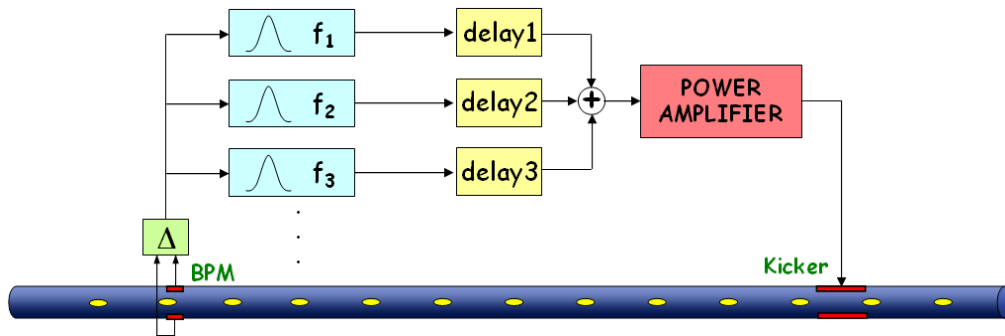 f1 delay1
f2 delay2
f3 delay3
+
POWER
AMPLIFIER
Δ
BPM
Kicker